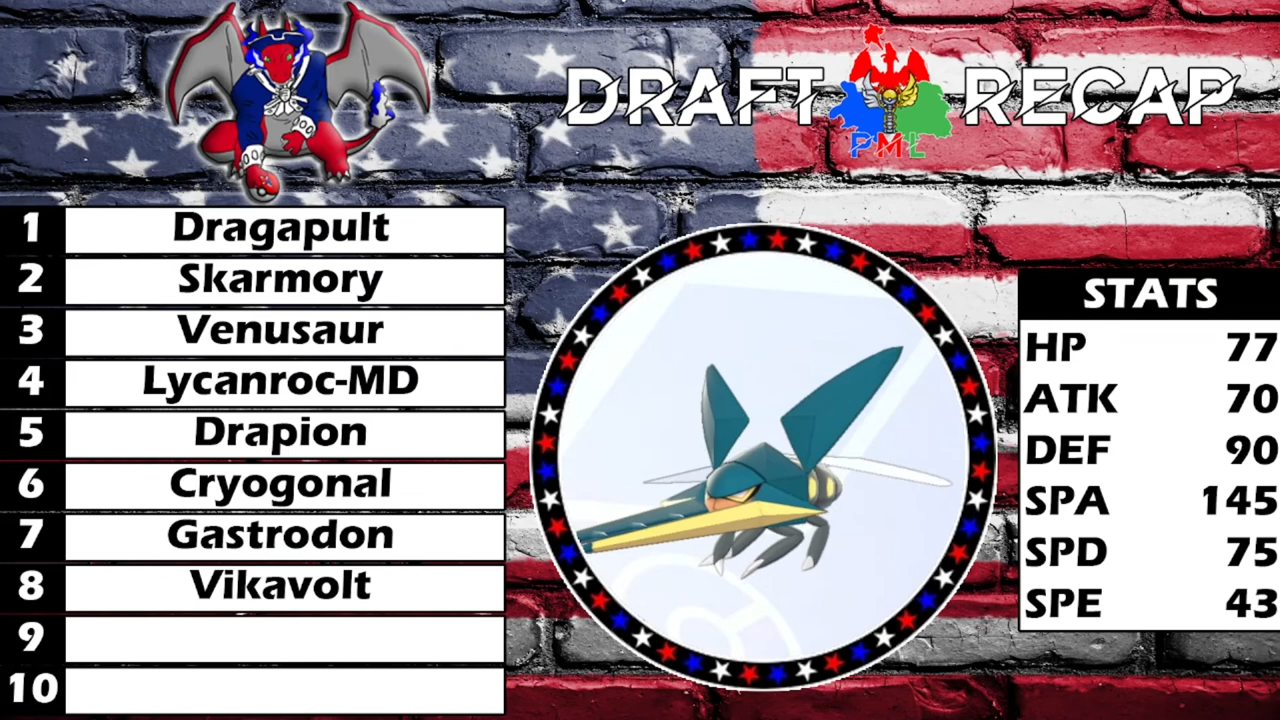 DRAFT RECAP
PML
1 Dragapult
2 Skarmory
3 Venusaur
4 Lycanroc-MD
5 Drapion
6 Cryogonal
7 Gastrodon
8 Vikavolt
9
10
STATS
HP 77
ATK 70
DEF 90
SPA 145
SPD 75
SPE 43